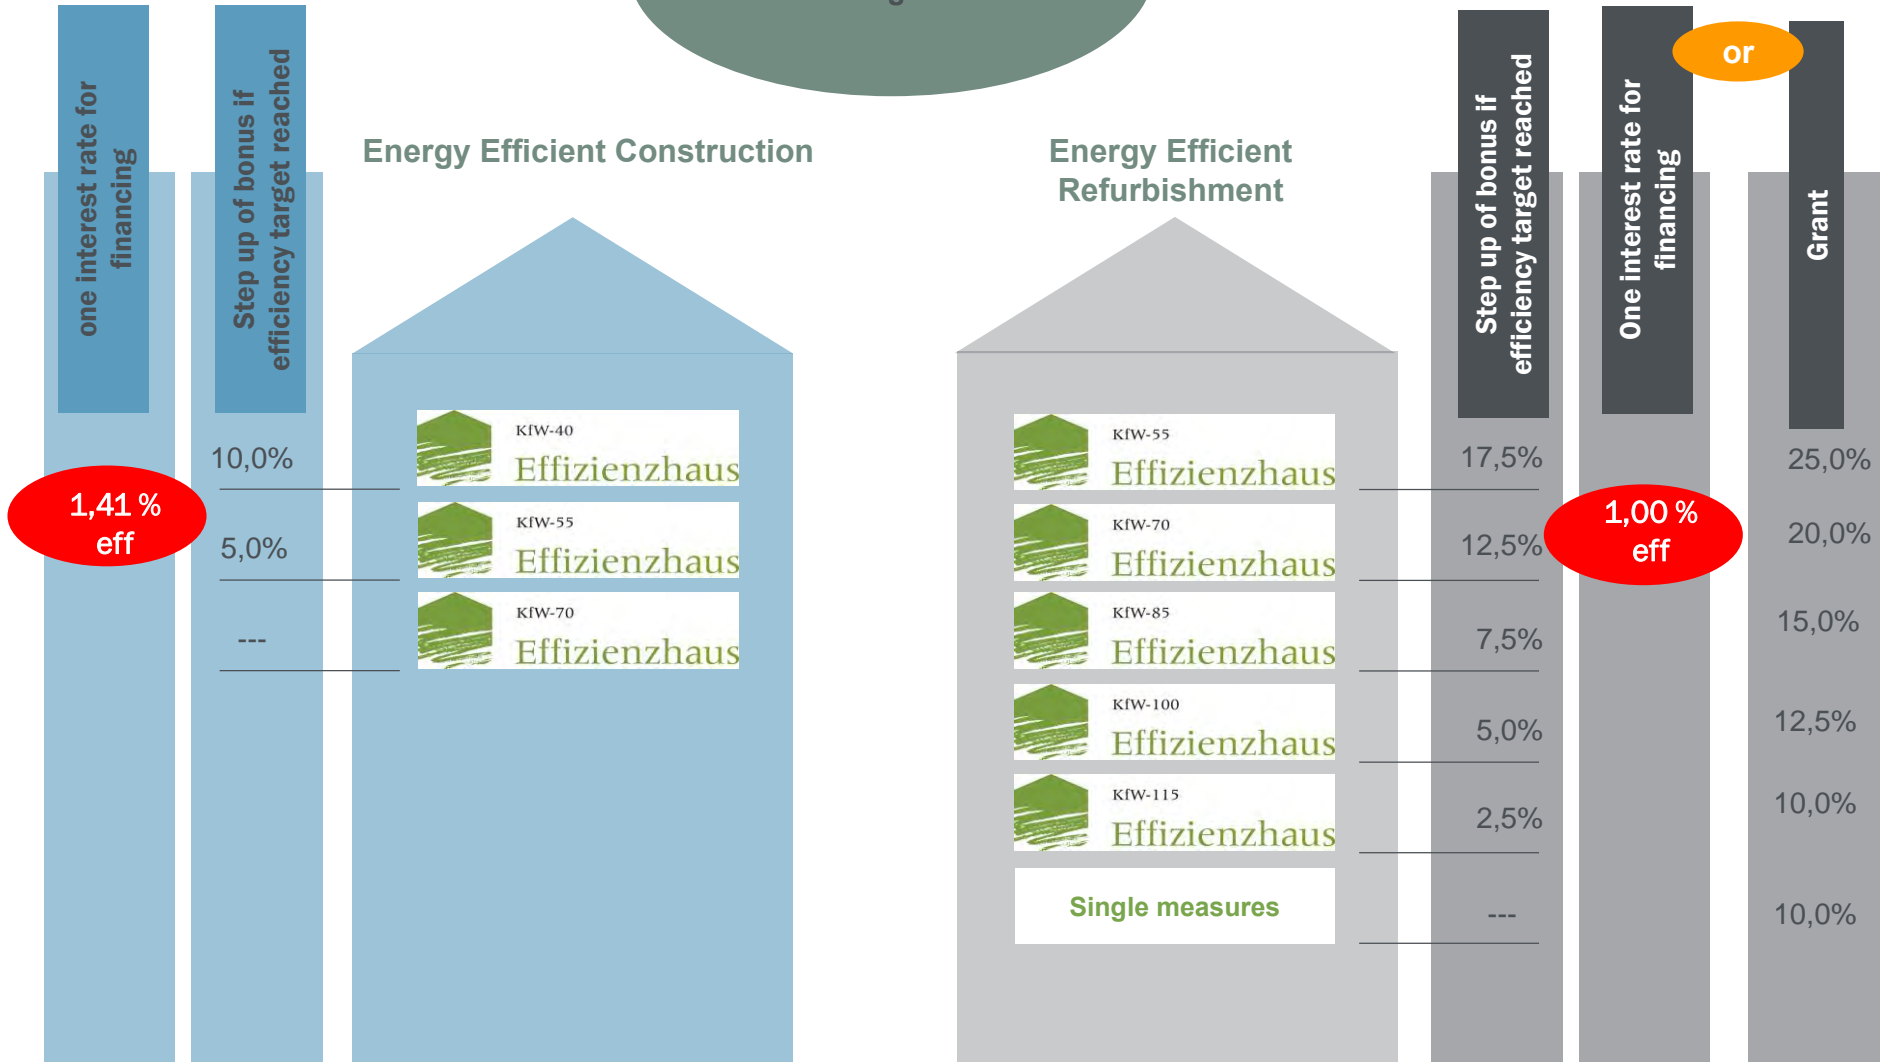 one interest rate for
financing
Step up of bonus if
efficiency target reached
Energy Efficient Construction
Energy Efficient
Refurbishment
Step up of bonus if
efficiency target reached
One interest rate for
financing
or
Grant
1,41 %
eff
10,0%
5,0%
---
KfW-40
Effizienzhaus
KfW-55
Effizienzhaus
KfW-70
Effizienzhaus
KfW-55
Effizienzhaus
KfW-70
Effizienzhaus
KfW-85
Effizienzhaus
KfW-100
Effizienzhaus
KfW-115
Effizienzhaus
Single measures
17,5%
12,5%
7,5%
5,0%
2,5%
---
1,00 %
eff
25,0%
20,0%
15,0%
12,5%
10,0%
10,0%